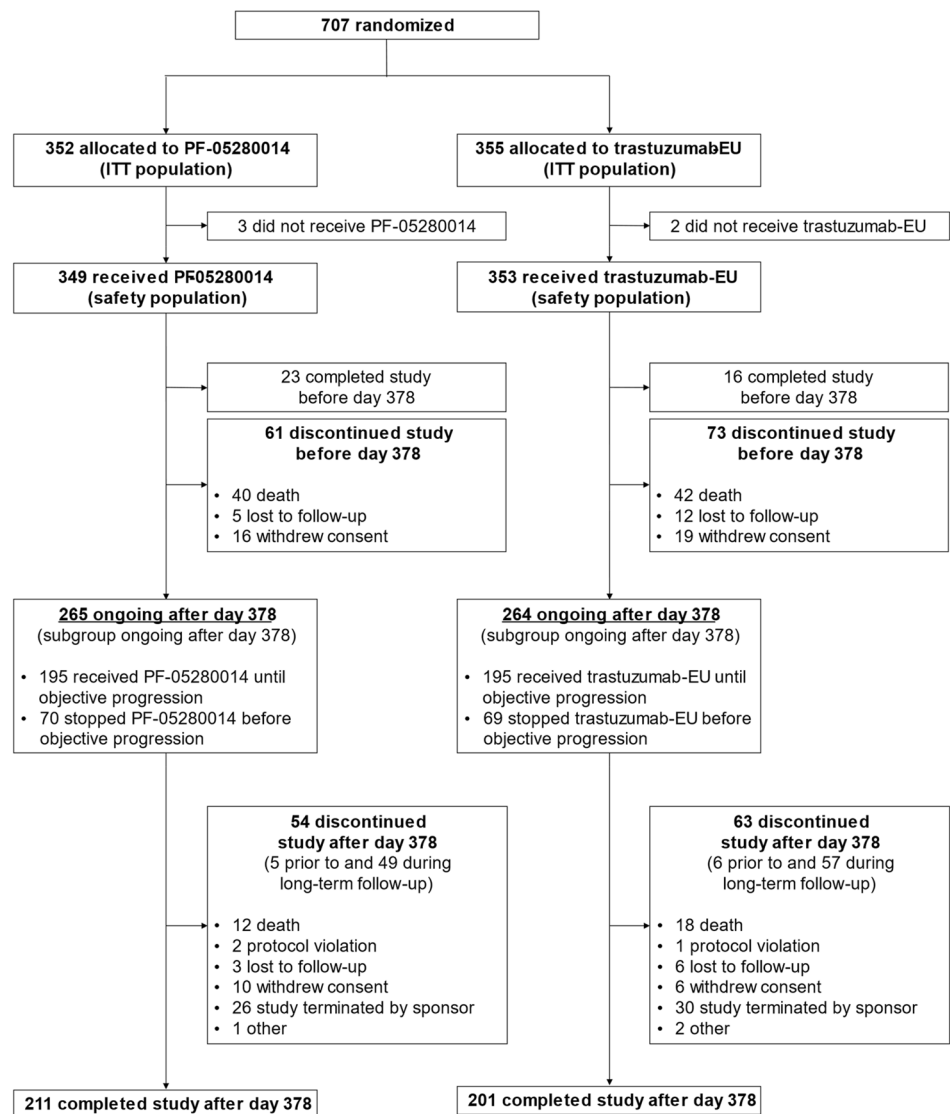 707 randomized
352 allocated to PF-05280014
(ITT population)
355 allocated to trastuzumab-EU
(ITT population)
3 did not receive PF-05280014
2 did not receive trastuzumab-EU
349 received PF-05280014
(safety population)
353 received trastuzumab-EU
(safety population)
23 completed study
before day 378
16 completed study
before day 378
61 discontinued study
before day 378
• 40 death
• 5 lost to follow-up
• 16 withdrew consent
73 discontinued study
before day 378
• 42 death
• 12 lost to follow-up
• 19 withdrew consent
265 ongoing after day 378
(subgroup ongoing after day 378)
• 195 received PF-05280014 until
objective progression
• 70 stopped PF-05280014 before
objective progression
264 ongoing after day 378
(subgroup ongoing after day 378)
• 195 received trastuzumab-EU until
objective progression
• 69 stopped trastuzumab-EU before
objective progression
54 discontinued
study after day 378
(5 prior to and 49 during
long-term follow-up)
• 12 death
• 2 protocol violation
• 3 lost to follow-up
• 10 withdrew consent
• 26 study terminated by sponsor
• 1 other
63 discontinued
study after day 378
(6 prior to and 57 during
long-term follow-up)
• 18 death
• 1 protocol violation
• 6 lost to follow-up
• 6 withdrew consent
• 30 study terminated by sponsor
• 2 other
211 completed study after day 378
201 completed study after day 378